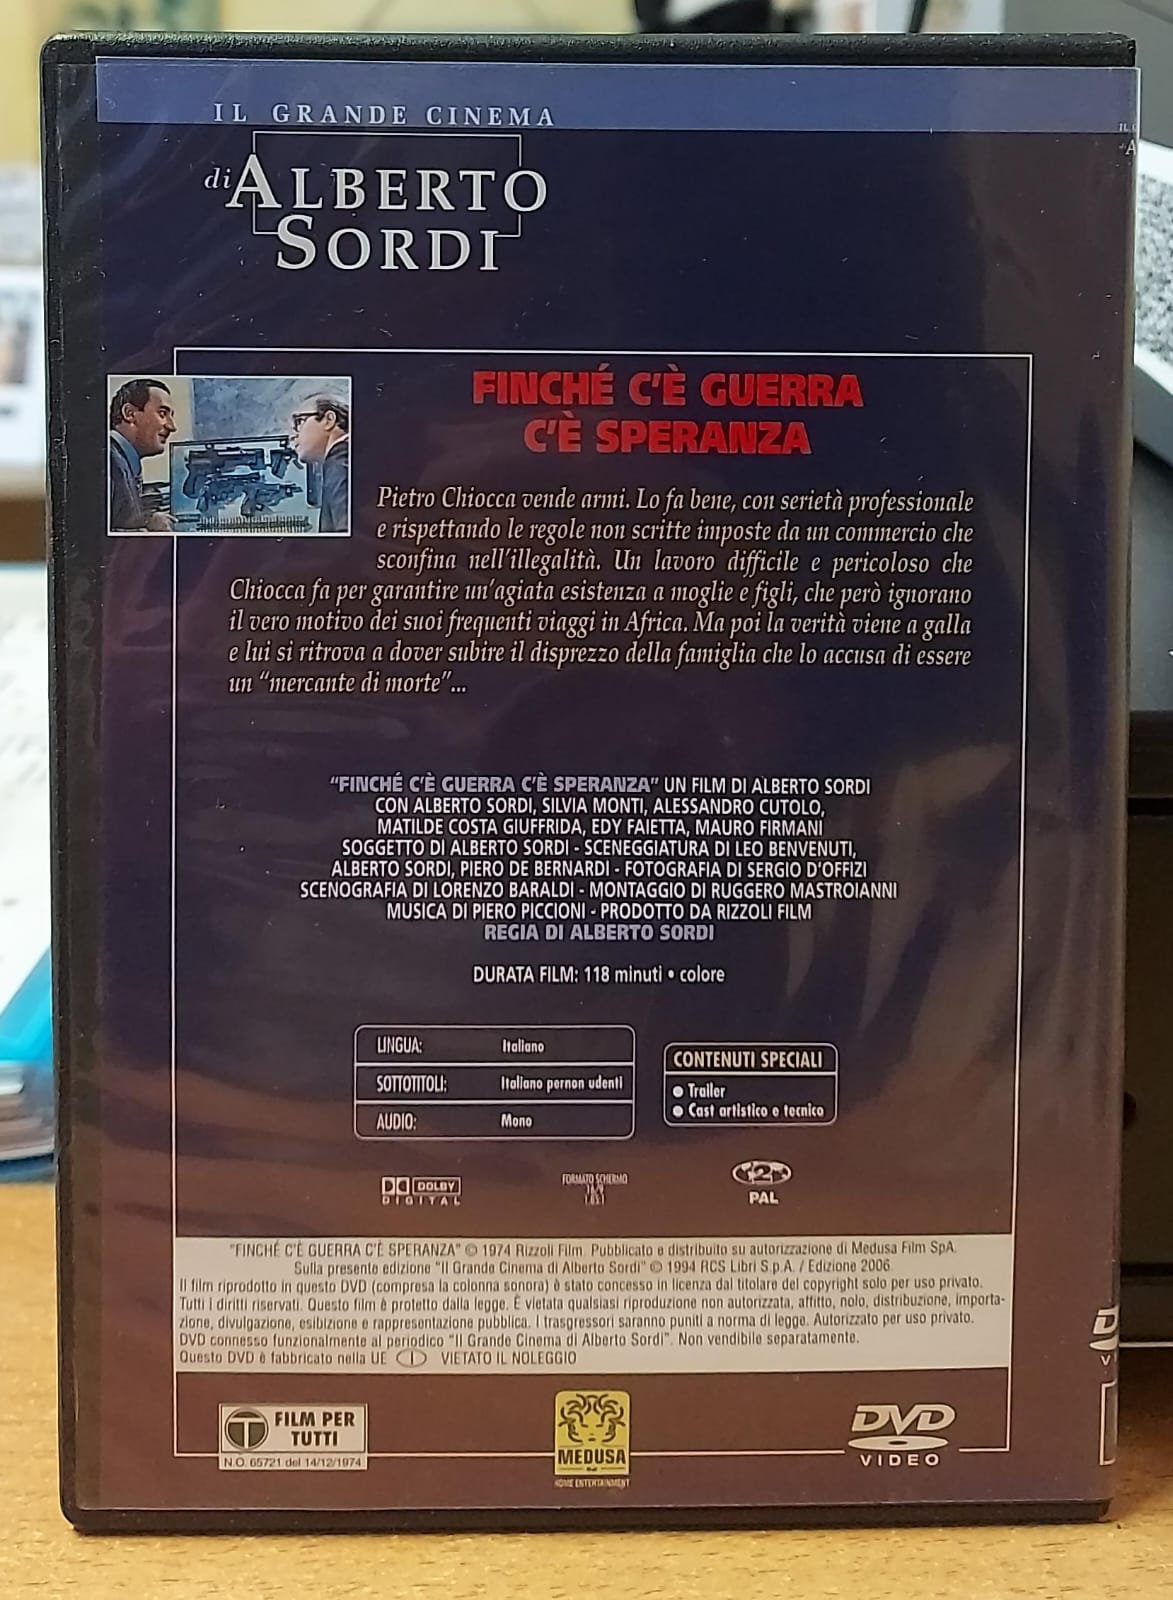 IL GRANDE CINEMA
di ALBERTO
SORDI
FINCHÉ C'È GUERRA
C'È SPERANZA
Pietro Chiocca vende armi. Lo fa bene, con serietà professionale
e rispettando le regole non scritte imposte da un commercio che
sconfina nell'illegalità. Un lavoro difficile e pericoloso che
Chiocca fa per garantire un'agiata esistenza a moglie e figli, che però ignorano
il vero motivo dei suoi frequenti viaggi in Africa. Ma poi la verità viene a galla
e lui si ritrova a dover subire il disprezzo della famiglia che lo accusa di essere
un "mercante di morte"...
"FINCHÉ C'È GUERRA C'È SPERANZA" UN FILM DI ALBERTO SORDI
CON ALBERTO SORDI, SILVIA MONTI, ALESSANDRO CUTOLO,
MATILDE COSTA GIUFFRIDA, EDY FAIETTA, MAURO FIRMANI
SOGGETTO DI ALBERTO SORDI - SCENEGGIATURA DI LEO BENVENUTI,
ALBERTO SORDI, PIERO DE BERNARDI - FOTOGRAFIA DI SERGIO D'OFFIZI
SCENOGRAFIA DI LORENZO BARALDI - MONTAGGIO DI RUGGERO MASTROIANNI
MUSICA DI PIERO PICCIONI - PRODOTTO DA RIZZOLI FILM
REGIA DI ALBERTO SORDI
DURATA FILM: 118 minuti • colore
LINGUA: Italiano
SOTTOTITOLI: Italiano pernon udenti
AUDIO: Mono
CONTENUTI SPECIALI
● Trailer
● Cast artistico e tecnico
DOLBY
DIGITAL
FORMATO SCHERMO
16/9
1.85:1
2
PAL
"FINCHÉ C'È GUERRA C'È SPERANZA" © 1974 Rizzoli Film. Pubblicato e distribuito su autorizzazione di Medusa Film SpA.
Sulla presente edizione "Il Grande Cinema di Alberto Sordi" © 1994 RCS Libri S.p.A. / Edizione 2006.
Il film riprodotto in questo DVD (compresa la colonna sonora) è stato concesso in licenza dal titolare del copyright solo per uso privato.
Tutti i diritti riservati. Questo film è protetto dalla legge. È vietata qualsiasi riproduzione non autorizzata, affitto, nolo, distribuzione, importa-
zione, divulgazione, esibizione e rappresentazione pubblica. I trasgressori saranno puniti a norma di legge. Autorizzato per uso privato.
DVD connesso funzionalmente al periodico "Il Grande Cinema di Alberto Sordi". Non vendibile separatamente.
Questo DVD è fabbricato nella UE I VIETATO IL NOLEGGIO
T FILM PER
TUTTI
N.O. 65721 del 14/12/1974
MEDUSA
HOME ENTERTAINMENT
DVD
VIDEO